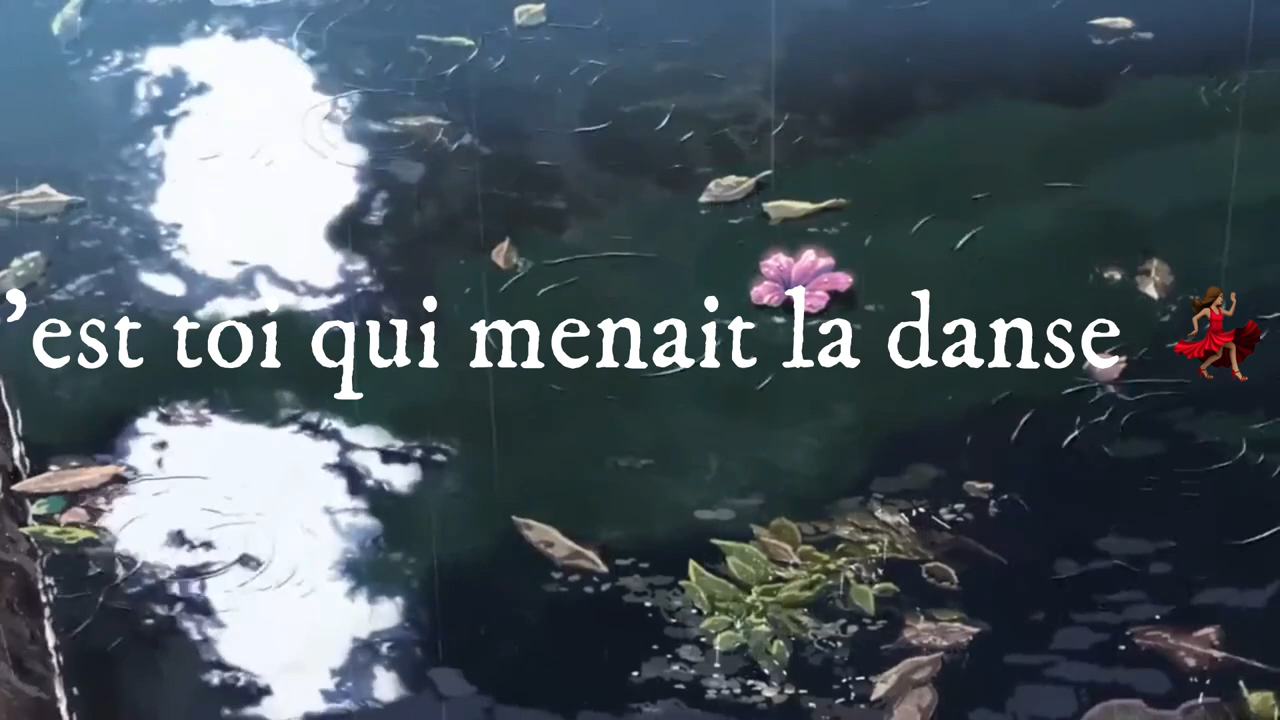 ’est toi qui menait la danse 💃🏽